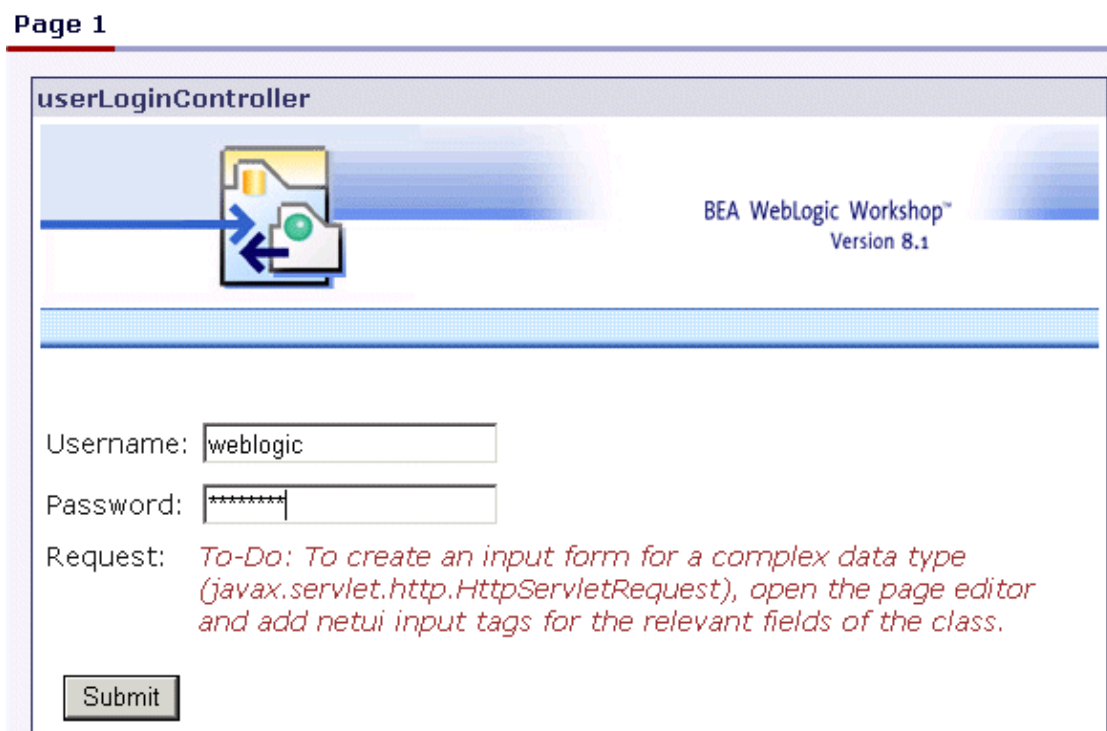 Page 1
userLoginController
BEA WebLogic Workshop™
Version 8.1
Username: weblogic
Password: ********
Request: To-Do: To create an input form for a complex data type
(javax.servlet.http.HttpServletRequest), open the page editor
and add netui input tags for the relevant fields of the class.
Submit